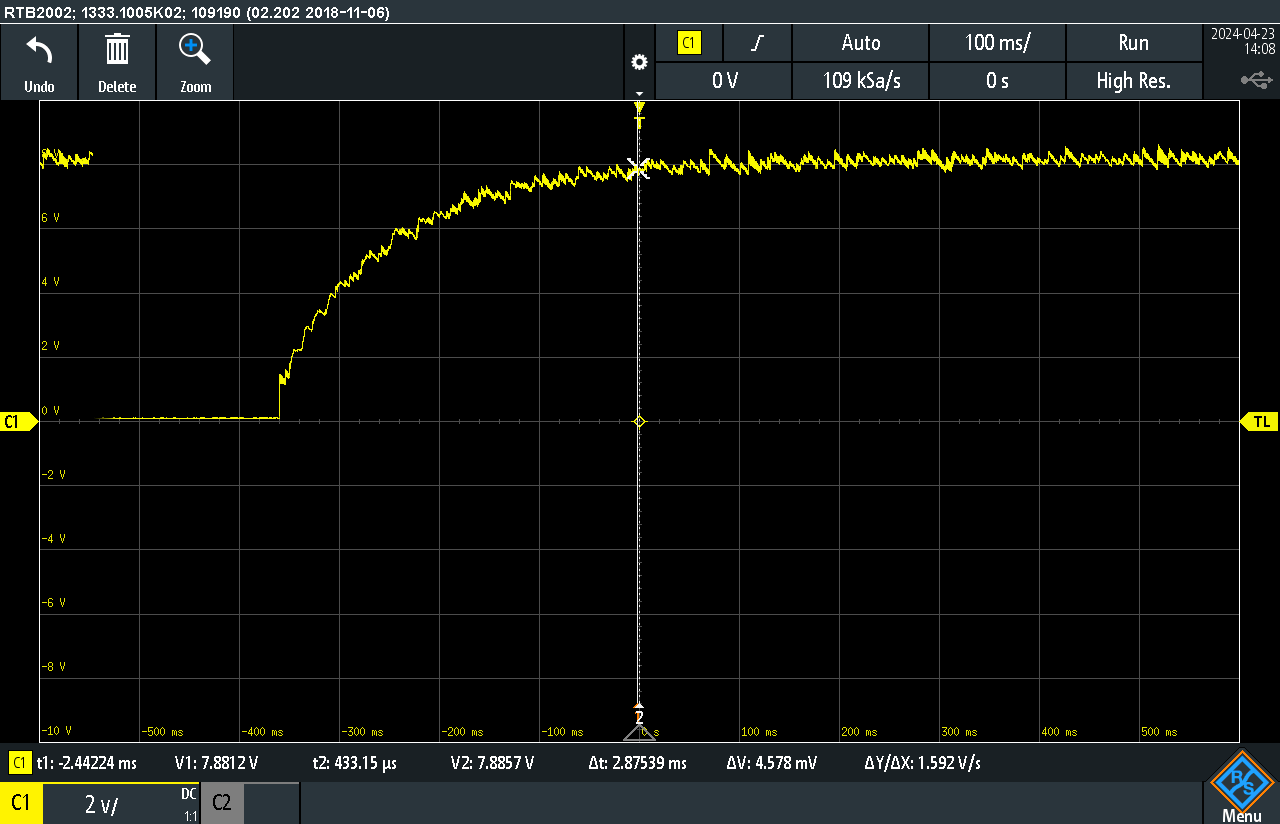 RTB2002; 1333.1005K02; 109190 (02.202 2018-11-06)
Undo
Delete
Zoom
C1
Auto
100 ms/
Run
2024-04-23
14:08
0 V
109 kSa/s
0 s
High Res.
T
6 V
4 V
2 V
0 V
C1
TL
-2 V
-4 V
-6 V
-8 V
-10 V
-500 ms
-400 ms
-300 ms
-200 ms
-100 ms
2
0 s
100 ms
200 ms
300 ms
400 ms
500 ms
C1 t1: -2.44224 ms V1: 7.8812 V t2: 433.15 µs V2: 7.8857 V Δt: 2.87539 ms ΔV: 4.578 mV ΔY/ΔX: 1.592 V/s
C1
2 v/
DC
1:1
C2
R
S
Menu